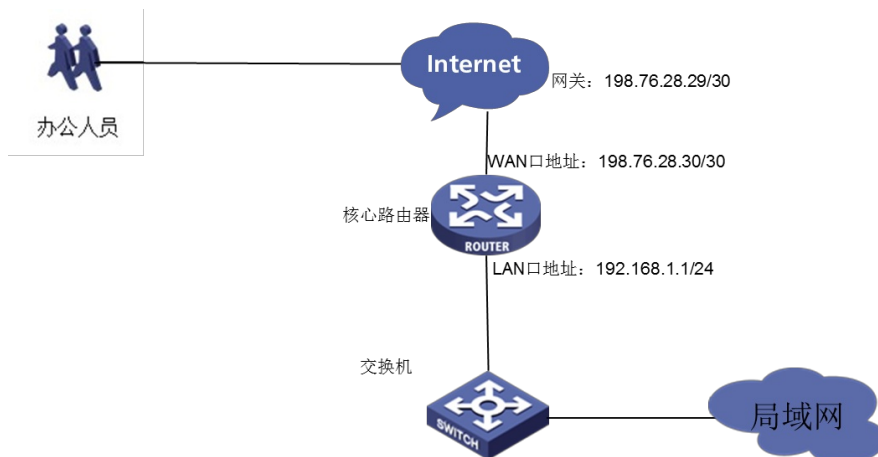 Internet
网关：198.76.28.29/30
办公人员
WAN口地址：198.76.28.30/30
核心路由器
ROUTER
LAN口地址：192.168.1.1/24
交换机
SWITCH
局域网